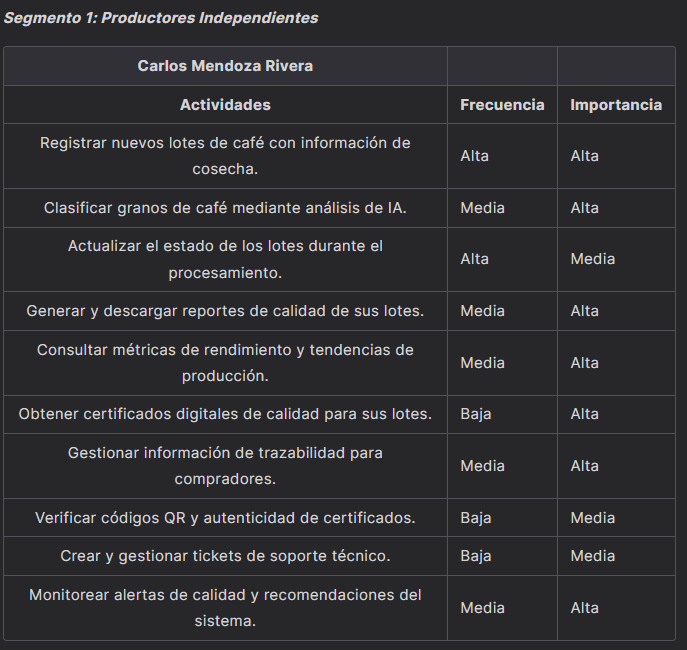 Segmento 1: Productores Independientes
Carlos Mendoza Rivera
Actividades Frecuencia Importancia
Registrar nuevos lotes de café con información de
cosecha.
Alta Alta
Clasificar granos de café mediante análisis de IA. Media Alta
Actualizar el estado de los lotes durante el
procesamiento.
Alta Media
Generar y descargar reportes de calidad de sus lotes. Media Alta
Consultar métricas de rendimiento y tendencias de
producción.
Media Alta
Obtener certificados digitales de calidad para sus lotes. Baja Alta
Gestionar información de trazabilidad para
compradores.
Media Alta
Verificar códigos QR y autenticidad de certificados. Baja Media
Crear y gestionar tickets de soporte técnico. Baja Media
Monitorear alertas de calidad y recomendaciones del
sistema.
Media Alta